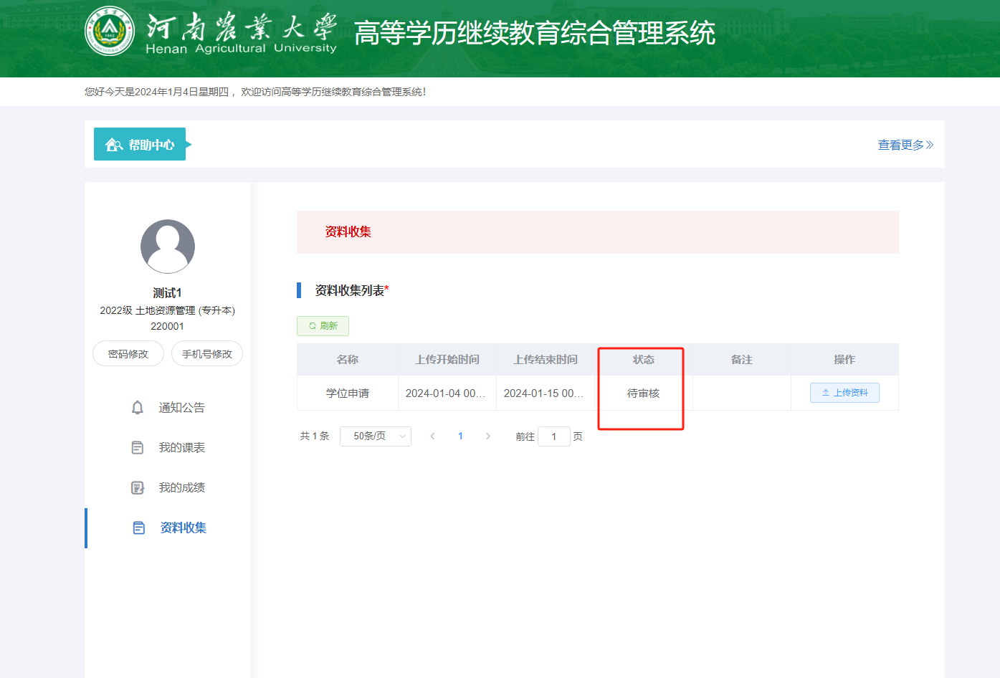 河南农业大学
Henan Agricultural University
高等学历继续教育综合管理系统
您好今天是2024年1月4日星期四 ，欢迎访问高等学历继续教育综合管理系统！
帮助中心
查看更多
测试1
2022级 土地资源管理 (专升本)
220001
密码修改
手机号修改
通知公告
我的课表
我的成绩
资料收集
资料收集
资料收集列表*
刷新
名称 上传开始时间 上传结束时间 状态 备注 操作
学位申请 2024-01-04 00... 2024-01-15 00... 待审核 上传资料
共 1 条 50条/页 1 前往 1 页